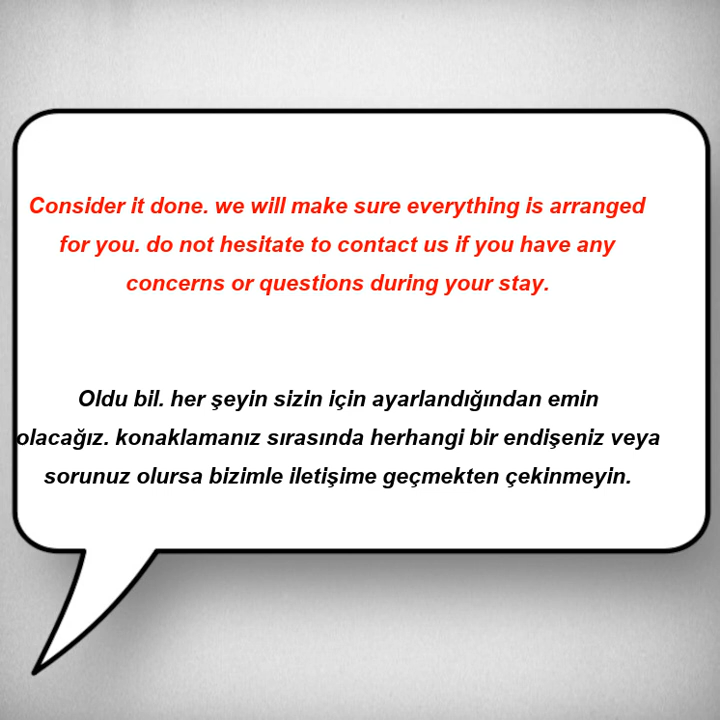 Consider it done. we will make sure everything is arranged
for you. do not hesitate to contact us if you have any
concerns or questions during your stay.
Oldu bil. her şeyin sizin için ayarlandığından emin
olacağız. konaklamanız sırasında herhangi bir endişeniz veya
sorunuz olursa bizimle iletişime geçmekten çekinmeyin.